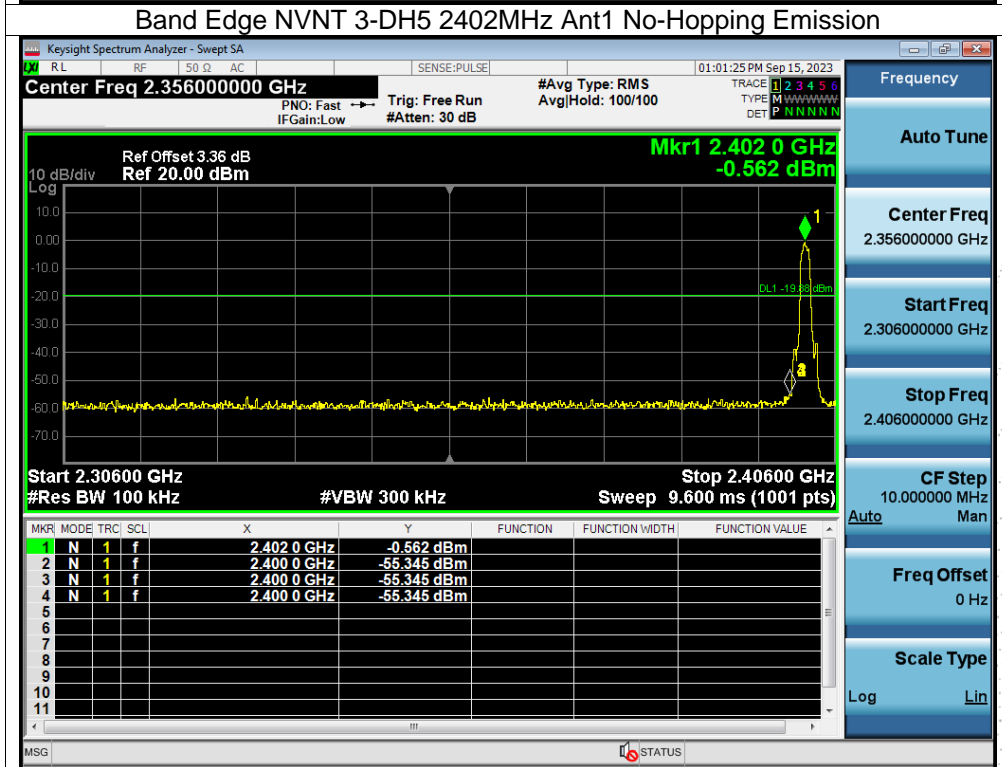 Band Edge NVNT 3-DH5 2402MHz Ant1 No-Hopping Emission
Keysight Spectrum Analyzer - Swept SA
LXI RL RF 50 Ω AC SENSE:PULSE 01:01:25 PM Sep 15, 2023
Center Freq 2.356000000 GHz #Avg Type: RMS TRACE 1 2 3 4 5 6
PNO: Fast Trig: Free Run Avg|Hold: 100/100 TYPE M WWWWW
IFGain:Low #Atten: 30 dB DET P N N N N N
Ref Offset 3.36 dB Mkr1 2.402 0 GHz
10 dB/div Ref 20.00 dBm -0.562 dBm
Log
10.0
1
0.00
-10.0
DL1 -19.88 dBm
-20.0
-30.0
-40.0
-50.0
-60.0
-70.0
Start 2.30600 GHz Stop 2.40600 GHz
#Res BW 100 kHz #VBW 300 kHz Sweep 9.600 ms (1001 pts)
MKR MODE TRC SCL X Y FUNCTION FUNCTION WIDTH FUNCTION VALUE
1 N 1 f 2.402 0 GHz -0.562 dBm
2 N 1 f 2.400 0 GHz -55.345 dBm
3 N 1 f 2.400 0 GHz -55.345 dBm
4 N 1 f 2.400 0 GHz -55.345 dBm
5
6
7
8
9
10
11
MSG STATUS
Frequency
Auto Tune
Center Freq
2.356000000 GHz
Start Freq
2.306000000 GHz
Stop Freq
2.406000000 GHz
CF Step
10.000000 MHz
Auto Man
Freq Offset
0 Hz
Scale Type
Log Lin